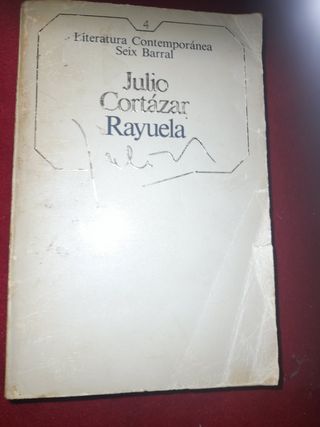 4
Literatura Contemporánea
Seix Barral
Julio
Cortázar
Rayuela